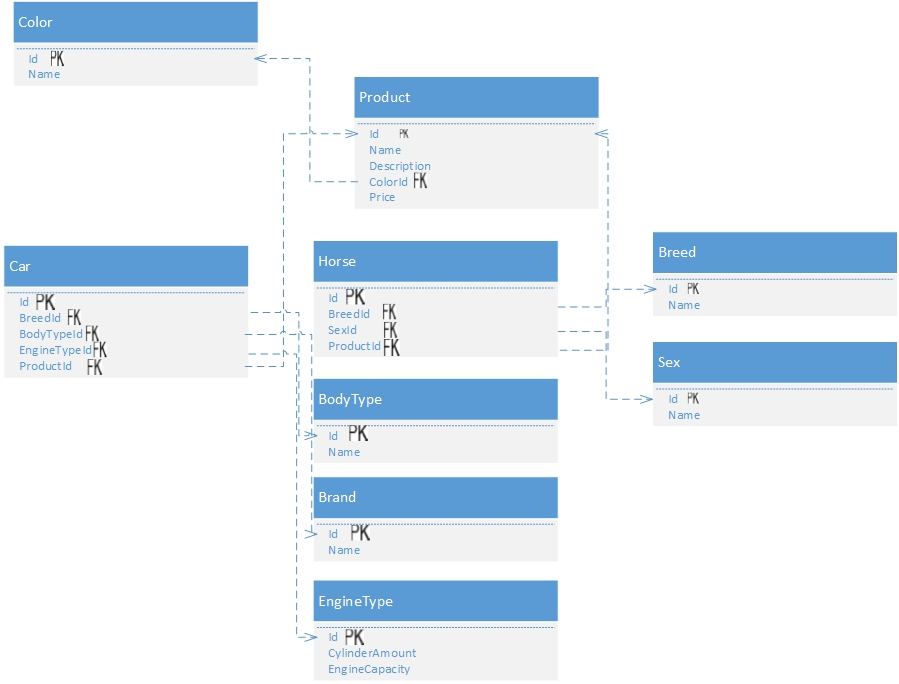 Color
Id PK
Name
Product
Id PK
Name
Description
ColorId FK
Price
Car
Id PK
BreedId FK
BodyTypeId FK
EngineTypeId FK
ProductId FK
Horse
Id PK
BreedId FK
SexId FK
ProductId FK
Breed
Id PK
Name
Sex
Id PK
Name
BodyType
Id PK
Name
Brand
Id PK
Name
EngineType
Id PK
CylinderAmount
EngineCapacity